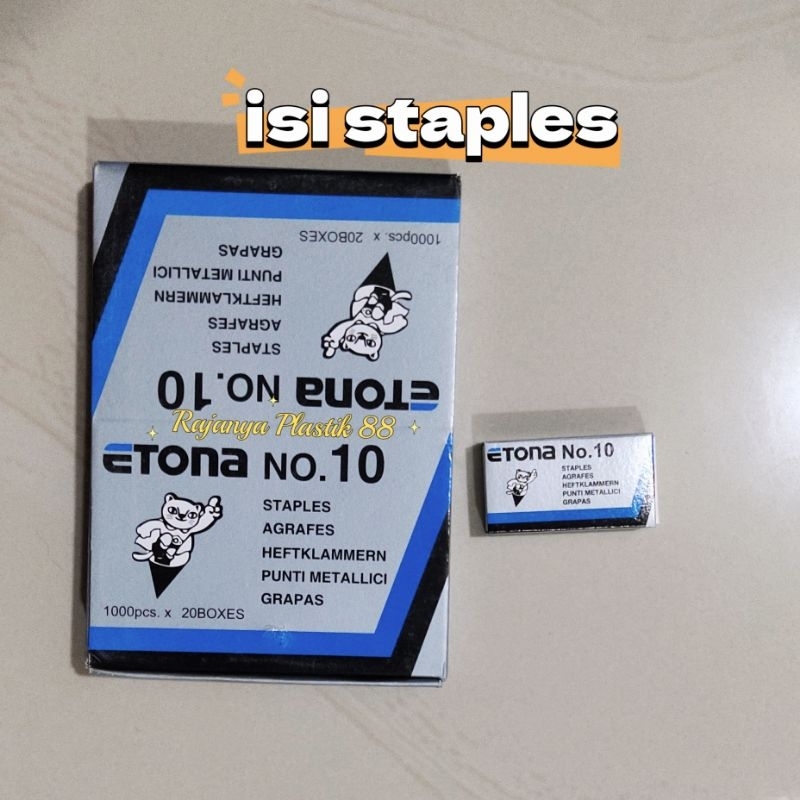 isi staples
1000pcs. x 20BOXES
GRAPAS
PUNTI METALLICI
HEFTKLAMMERN
AGRAFES
STAPLES
ETONA NO.10
Rajanya Plastik 88
ETONA NO.10
STAPLES
AGRAFES
HEFTKLAMMERN
PUNTI METALLICI
GRAPAS
1000pcs. x 20BOXES
ETONA No.10
STAPLES
AGRAFES
HEFTKLAMMERN
PUNTI METALLICI
GRAPAS